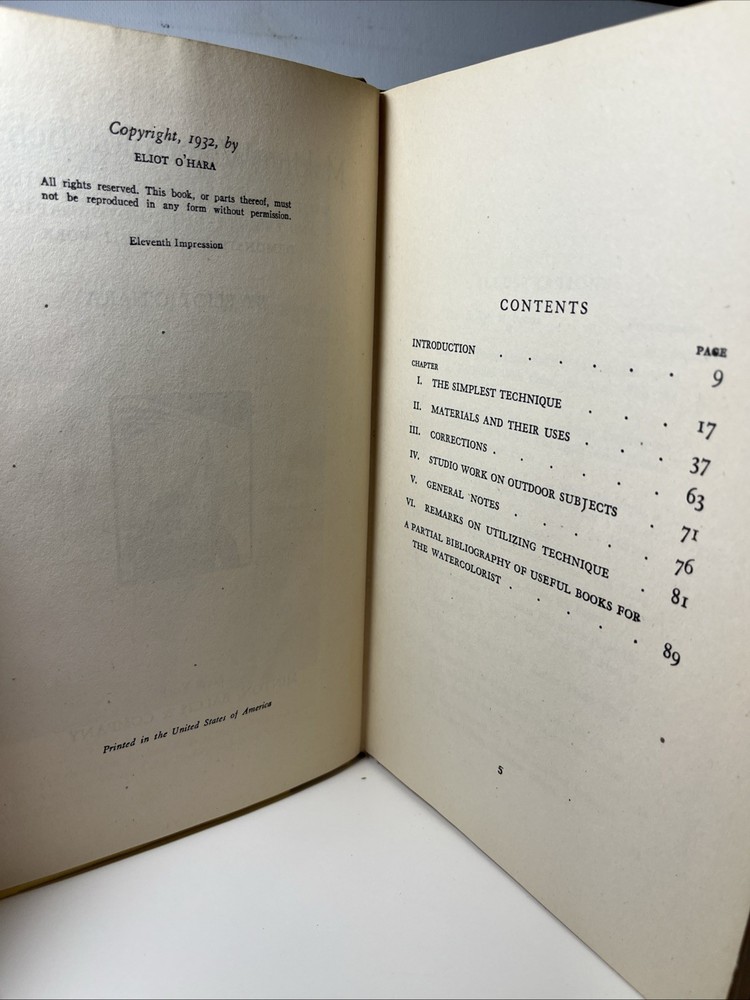 Copyright, 1932, by
ELIOT O'HARA
All rights reserved. This book, or parts thereof, must
not be reproduced in any form without permission.
Eleventh Impression
Printed in the United States of America
CONTENTS
PAGE
INTRODUCTION . . . . . . 9
CHAPTER
I. THE SIMPLEST TECHNIQUE . . . 17
II. MATERIALS AND THEIR USES . . . 37
III. CORRECTIONS . . . . . . 63
IV. STUDIO WORK ON OUTDOOR SUBJECTS . 71
V. GENERAL NOTES . . . . . 76
VI. REMARKS ON UTILIZING TECHNIQUE . 81
A PARTIAL BIBLIOGRAPHY OF USEFUL BOOKS FOR
THE WATERCOLORIST . . . . . 89
5